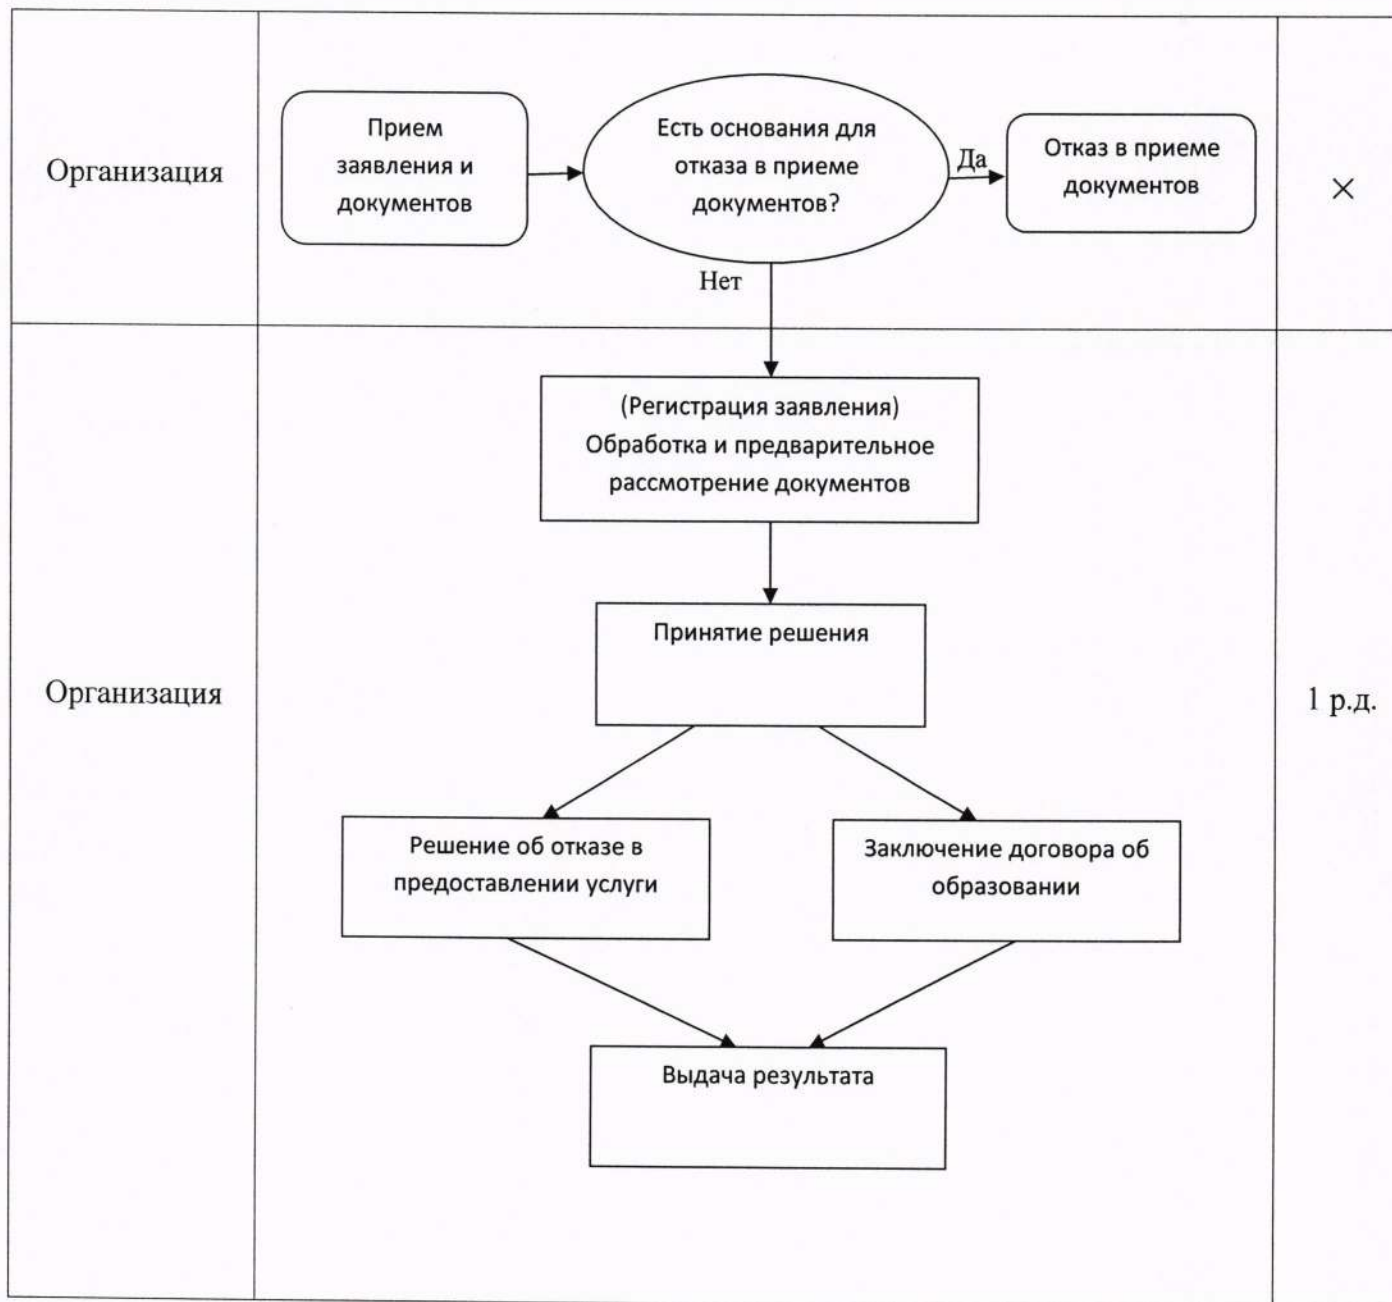 Организация
Прием
заявления и
документов
Есть основания для
отказа в приеме
документов?
Да
Отказ в приеме
документов
×
Нет
Организация
(Регистрация заявления)
Обработка и предварительное
рассмотрение документов
Принятие решения
1 р.д.
Решение об отказе в
предоставлении услуги
Заключение договора об
образовании
Выдача результата